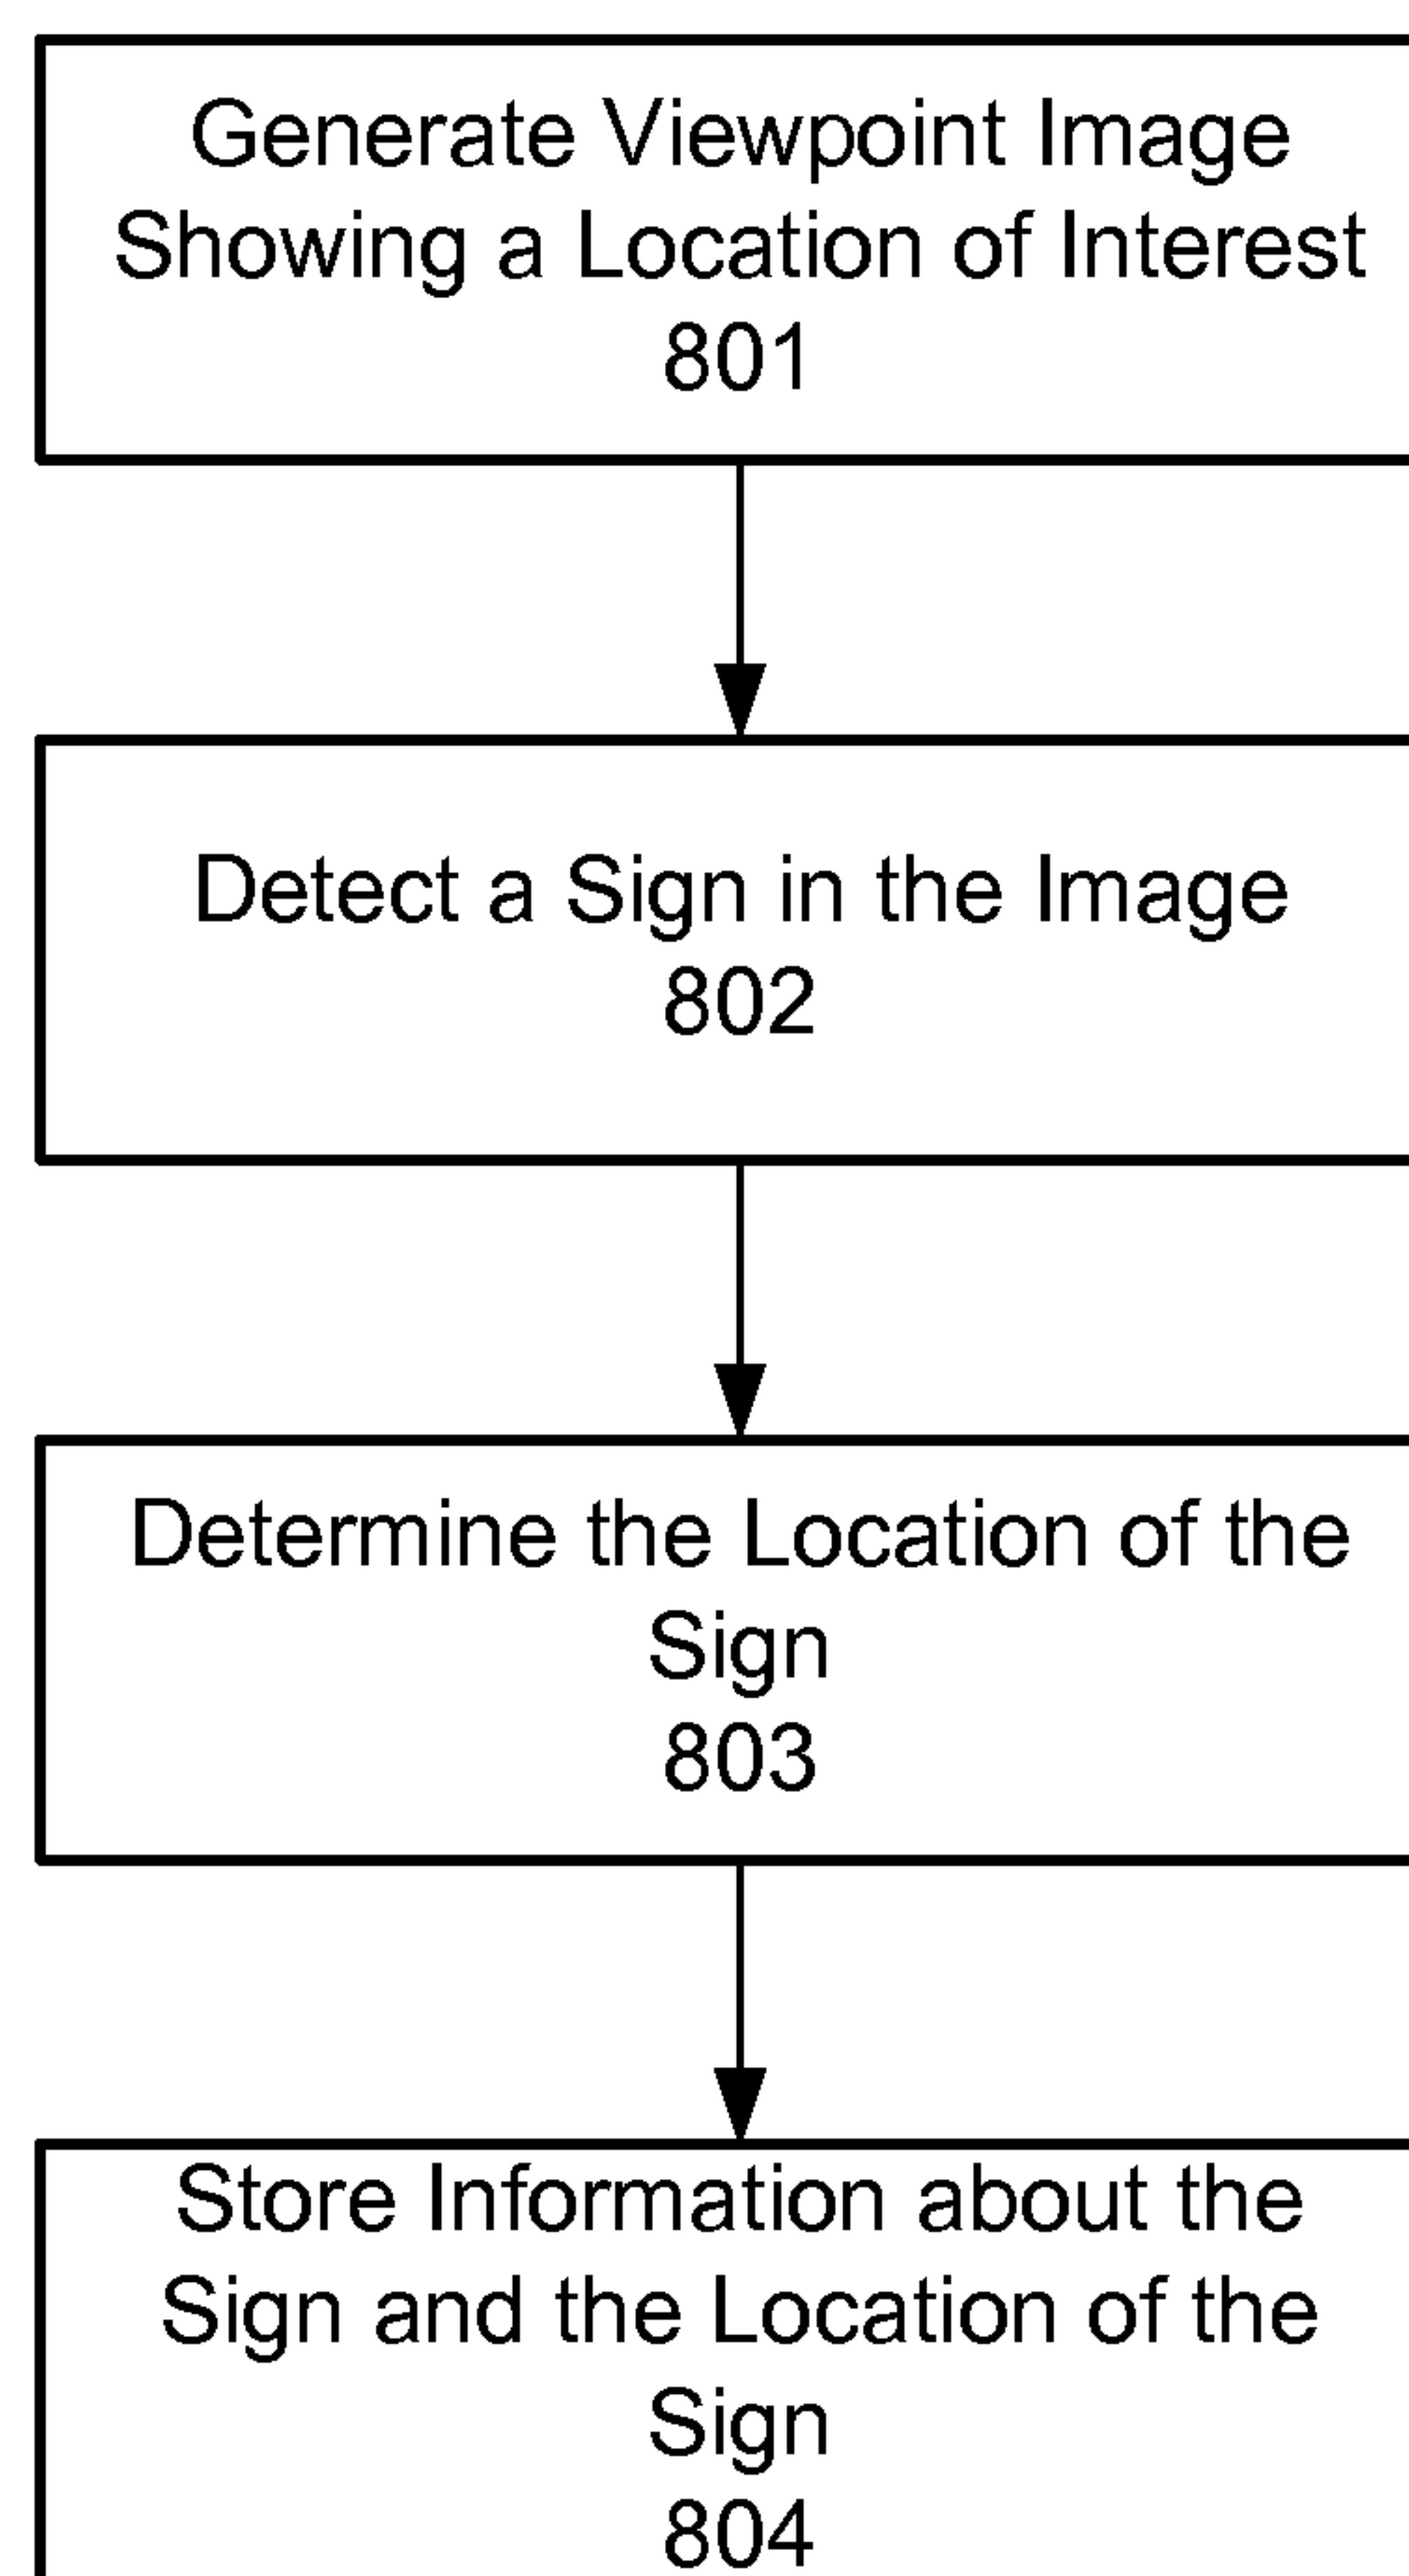 Generate Viewpoint Image
Showing a Location of Interest
801
Detect a Sign in the Image
802
Determine the Location of the
Sign
803
Store Information about the
Sign and the Location of the
Sign
804